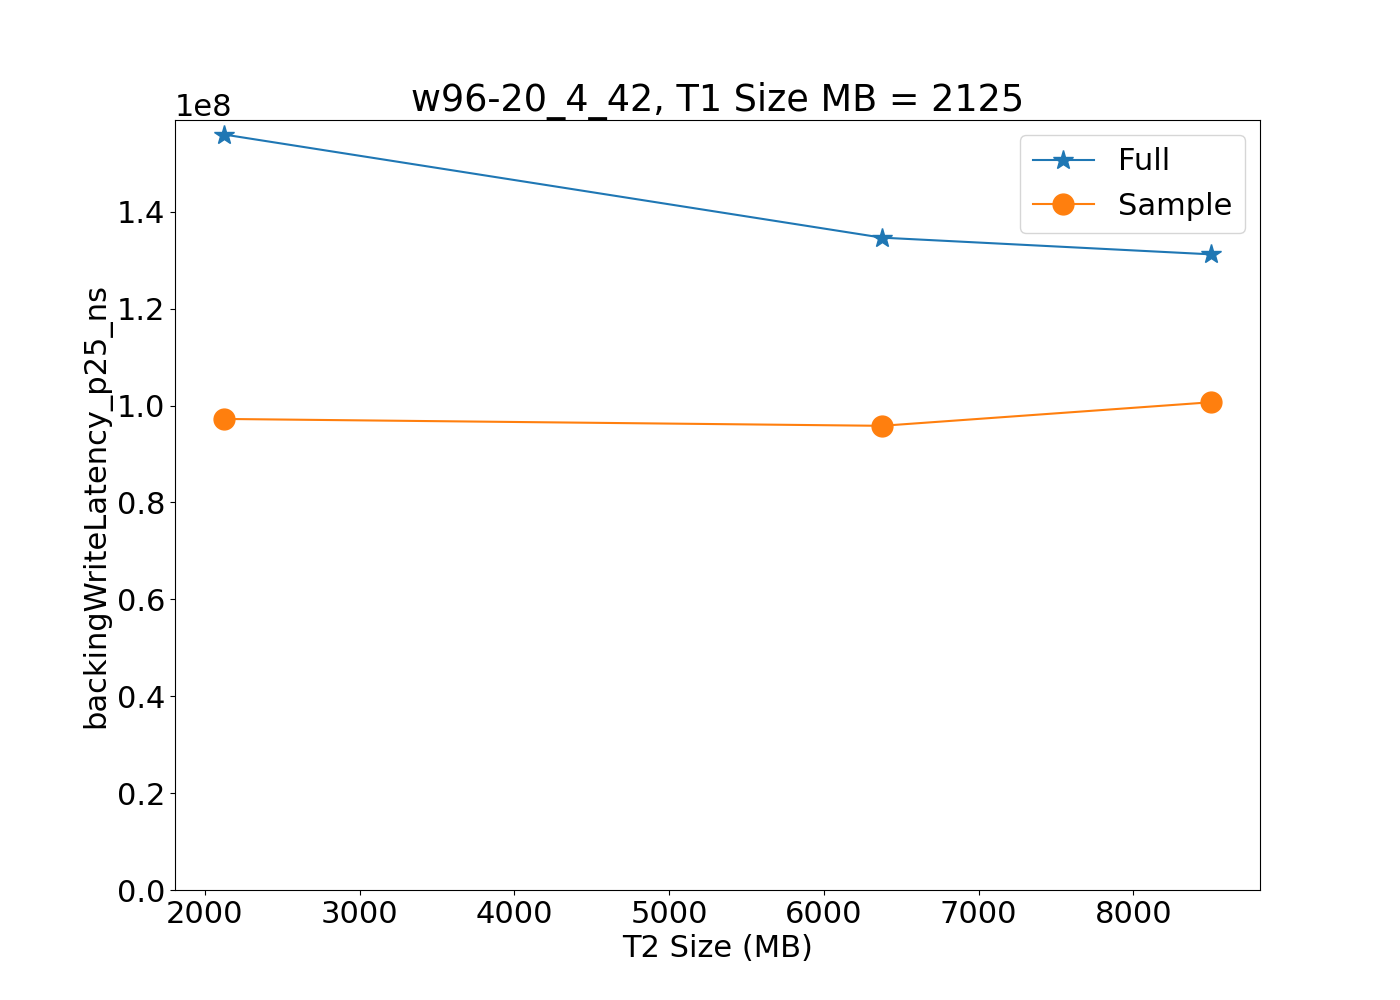 w96-20_4_42, T1 Size MB = 2125
1e8
Full
Sample
1.4
1.2
1.0
0.8
0.6
0.4
0.2
0.0
backingWriteLatency_p25_ns
2000 3000 4000 5000 6000 7000 8000
T2 Size (MB)